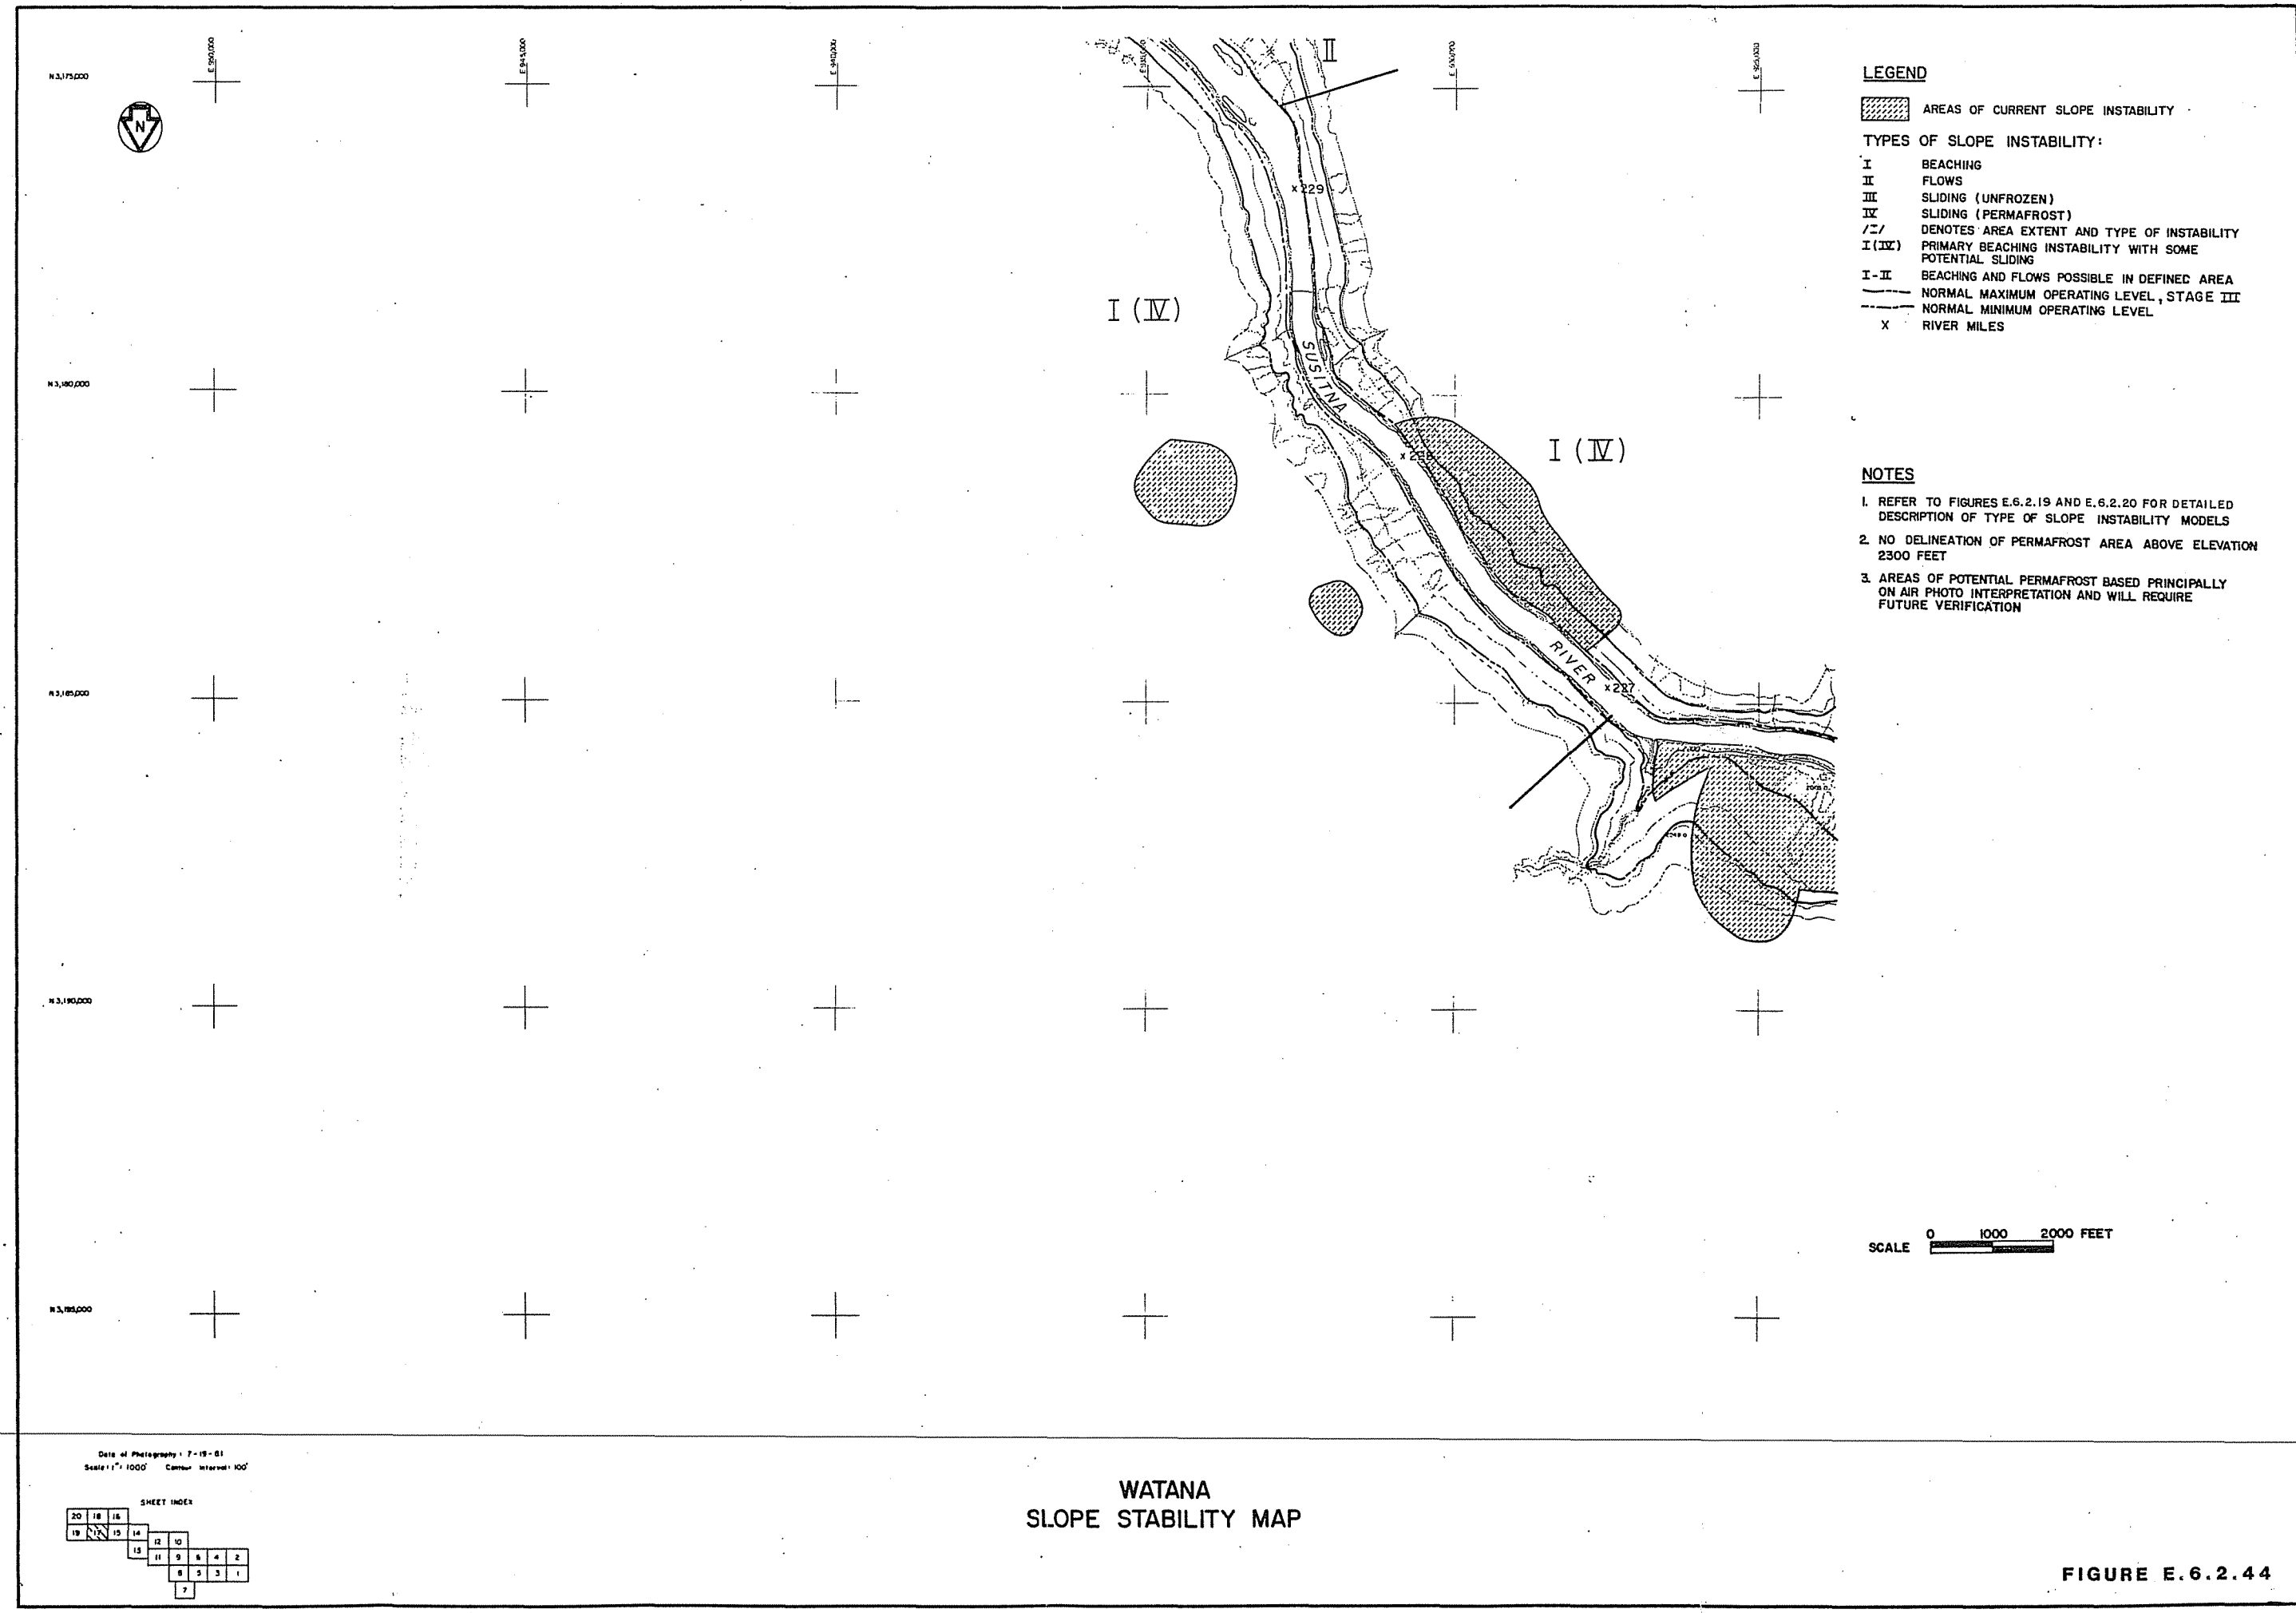 E 950,000
E 945,000
E 940,000
E 935,000
E 930,000
E 925,000
N 3,175,000
N 3,180,000
N 3,185,000
N 3,190,000
N 3,195,000
N
II
x 229
I (IV)
SUSITNA
x 228
I (IV)
RIVER
x 227
LEGEND
AREAS OF CURRENT SLOPE INSTABILITY
TYPES OF SLOPE INSTABILITY:
I BEACHING
II FLOWS
III SLIDING (UNFROZEN)
IV SLIDING (PERMAFROST)
/I/ DENOTES AREA EXTENT AND TYPE OF INSTABILITY
I(IV) PRIMARY BEACHING INSTABILITY WITH SOME
POTENTIAL SLIDING
I-II BEACHING AND FLOWS POSSIBLE IN DEFINED AREA
NORMAL MAXIMUM OPERATING LEVEL, STAGE III
NORMAL MINIMUM OPERATING LEVEL
X RIVER MILES
NOTES
1. REFER TO FIGURES E.6.2.19 AND E.6.2.20 FOR DETAILED
DESCRIPTION OF TYPE OF SLOPE INSTABILITY MODELS
2. NO DELINEATION OF PERMAFROST AREA ABOVE ELEVATION
2300 FEET
3. AREAS OF POTENTIAL PERMAFROST BASED PRINCIPALLY
ON AIR PHOTO INTERPRETATION AND WILL REQUIRE
FUTURE VERIFICATION
SCALE 0 1000 2000 FEET
Date of Photography: 7-19-81
Scale: 1"= 1000' Contour Interval: 100'
SHEET INDEX
20 18 16
19 17 15 14
13 12 10
11 9 6 4 2
8 5 3 1
7
WATANA
SLOPE STABILITY MAP
FIGURE E.6.2.44